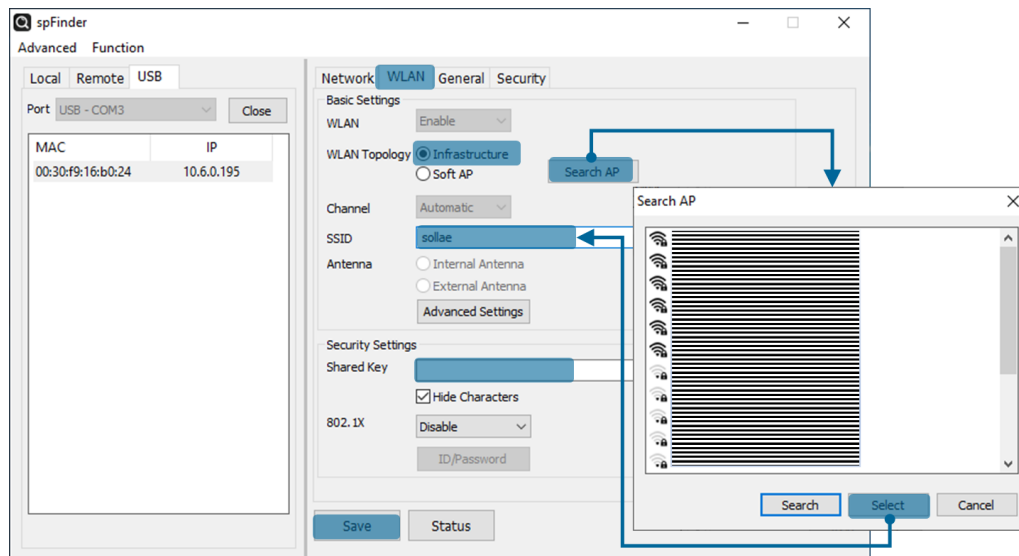 spFinder
Advanced Function
Local Remote USB
Port USB - COM3 Close
MAC IP
00:30:f9:16:b0:24 10.6.0.195
Network WLAN General Security
Basic Settings
WLAN Enable
WLAN Topology Infrastructure
Soft AP
Search AP
Channel Automatic
SSID sollae
Antenna Internal Antenna
External Antenna
Advanced Settings
Security Settings
Shared Key
Hide Characters
802.1X Disable
ID/Password
Save Status
Search AP
Search Select Cancel